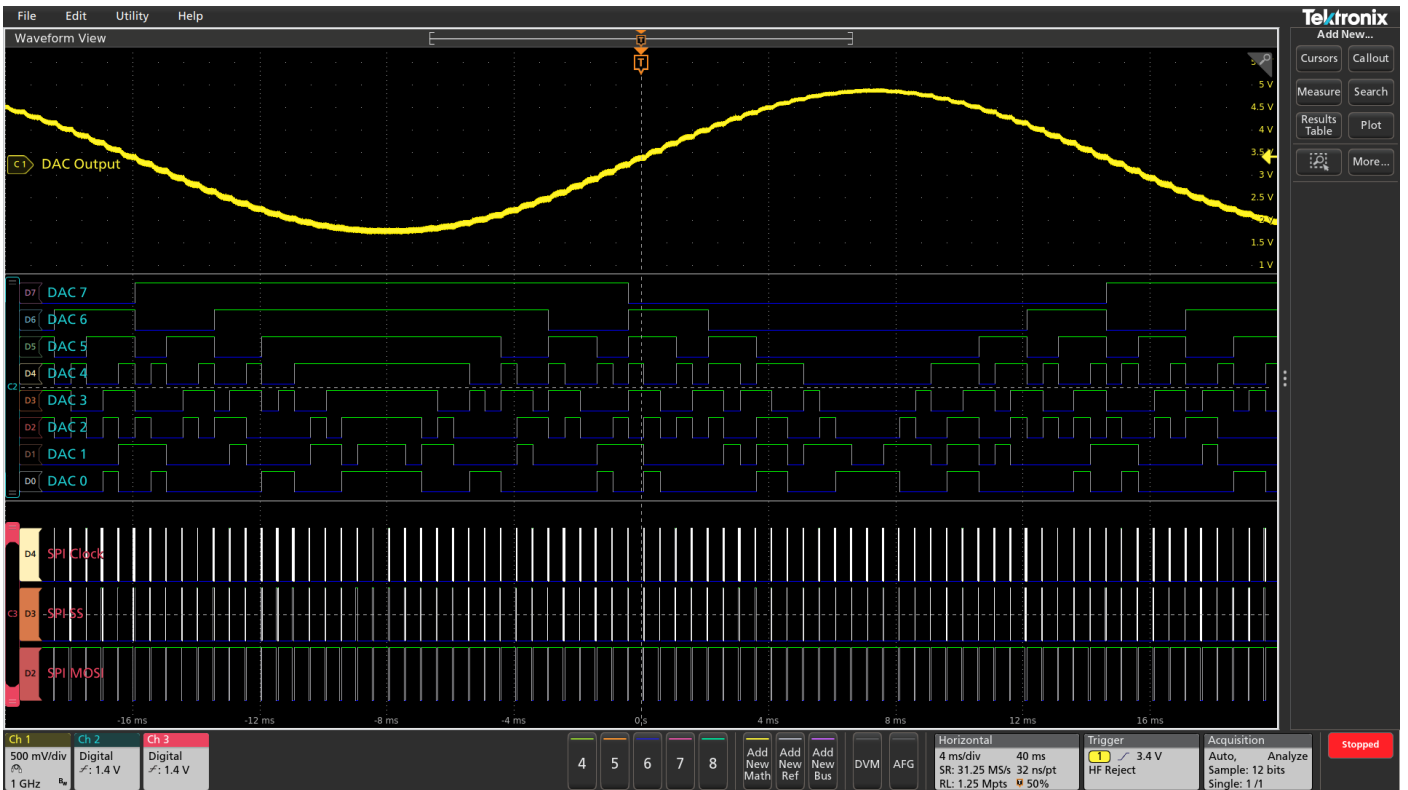 File Edit Utility Help
Tektronix
Waveform View
Add New...
Cursors Callout
Measure Search
Results Table Plot
More...
T
T
5 V
4.5 V
4 V
3.5 V
3 V
2.5 V
2 V
1.5 V
1 V
C1 DAC Output
D7 DAC 7
D6 DAC 6
D5 DAC 5
D4 DAC 4
C2
D3 DAC 3
D2 DAC 2
D1 DAC 1
D0 DAC 0
D4 SPI Clock
C3 D3 SPI SS
D2 SPI MOSI
-16 ms -12 ms -8 ms -4 ms 0 s 4 ms 8 ms 12 ms 16 ms
Ch 1
500 mV/div
1 GHz Bw
Ch 2
Digital
: 1.4 V
Ch 3
Digital
: 1.4 V
4 5 6 7 8
Add New Math
Add New Ref
Add New Bus
DVM AFG
Horizontal
4 ms/div 40 ms
SR: 31.25 MS/s 32 ns/pt
RL: 1.25 Mpts 50%
Trigger
1 3.4 V
HF Reject
Acquisition
Auto, Analyze
Sample: 12 bits
Single: 1 /1
Stopped